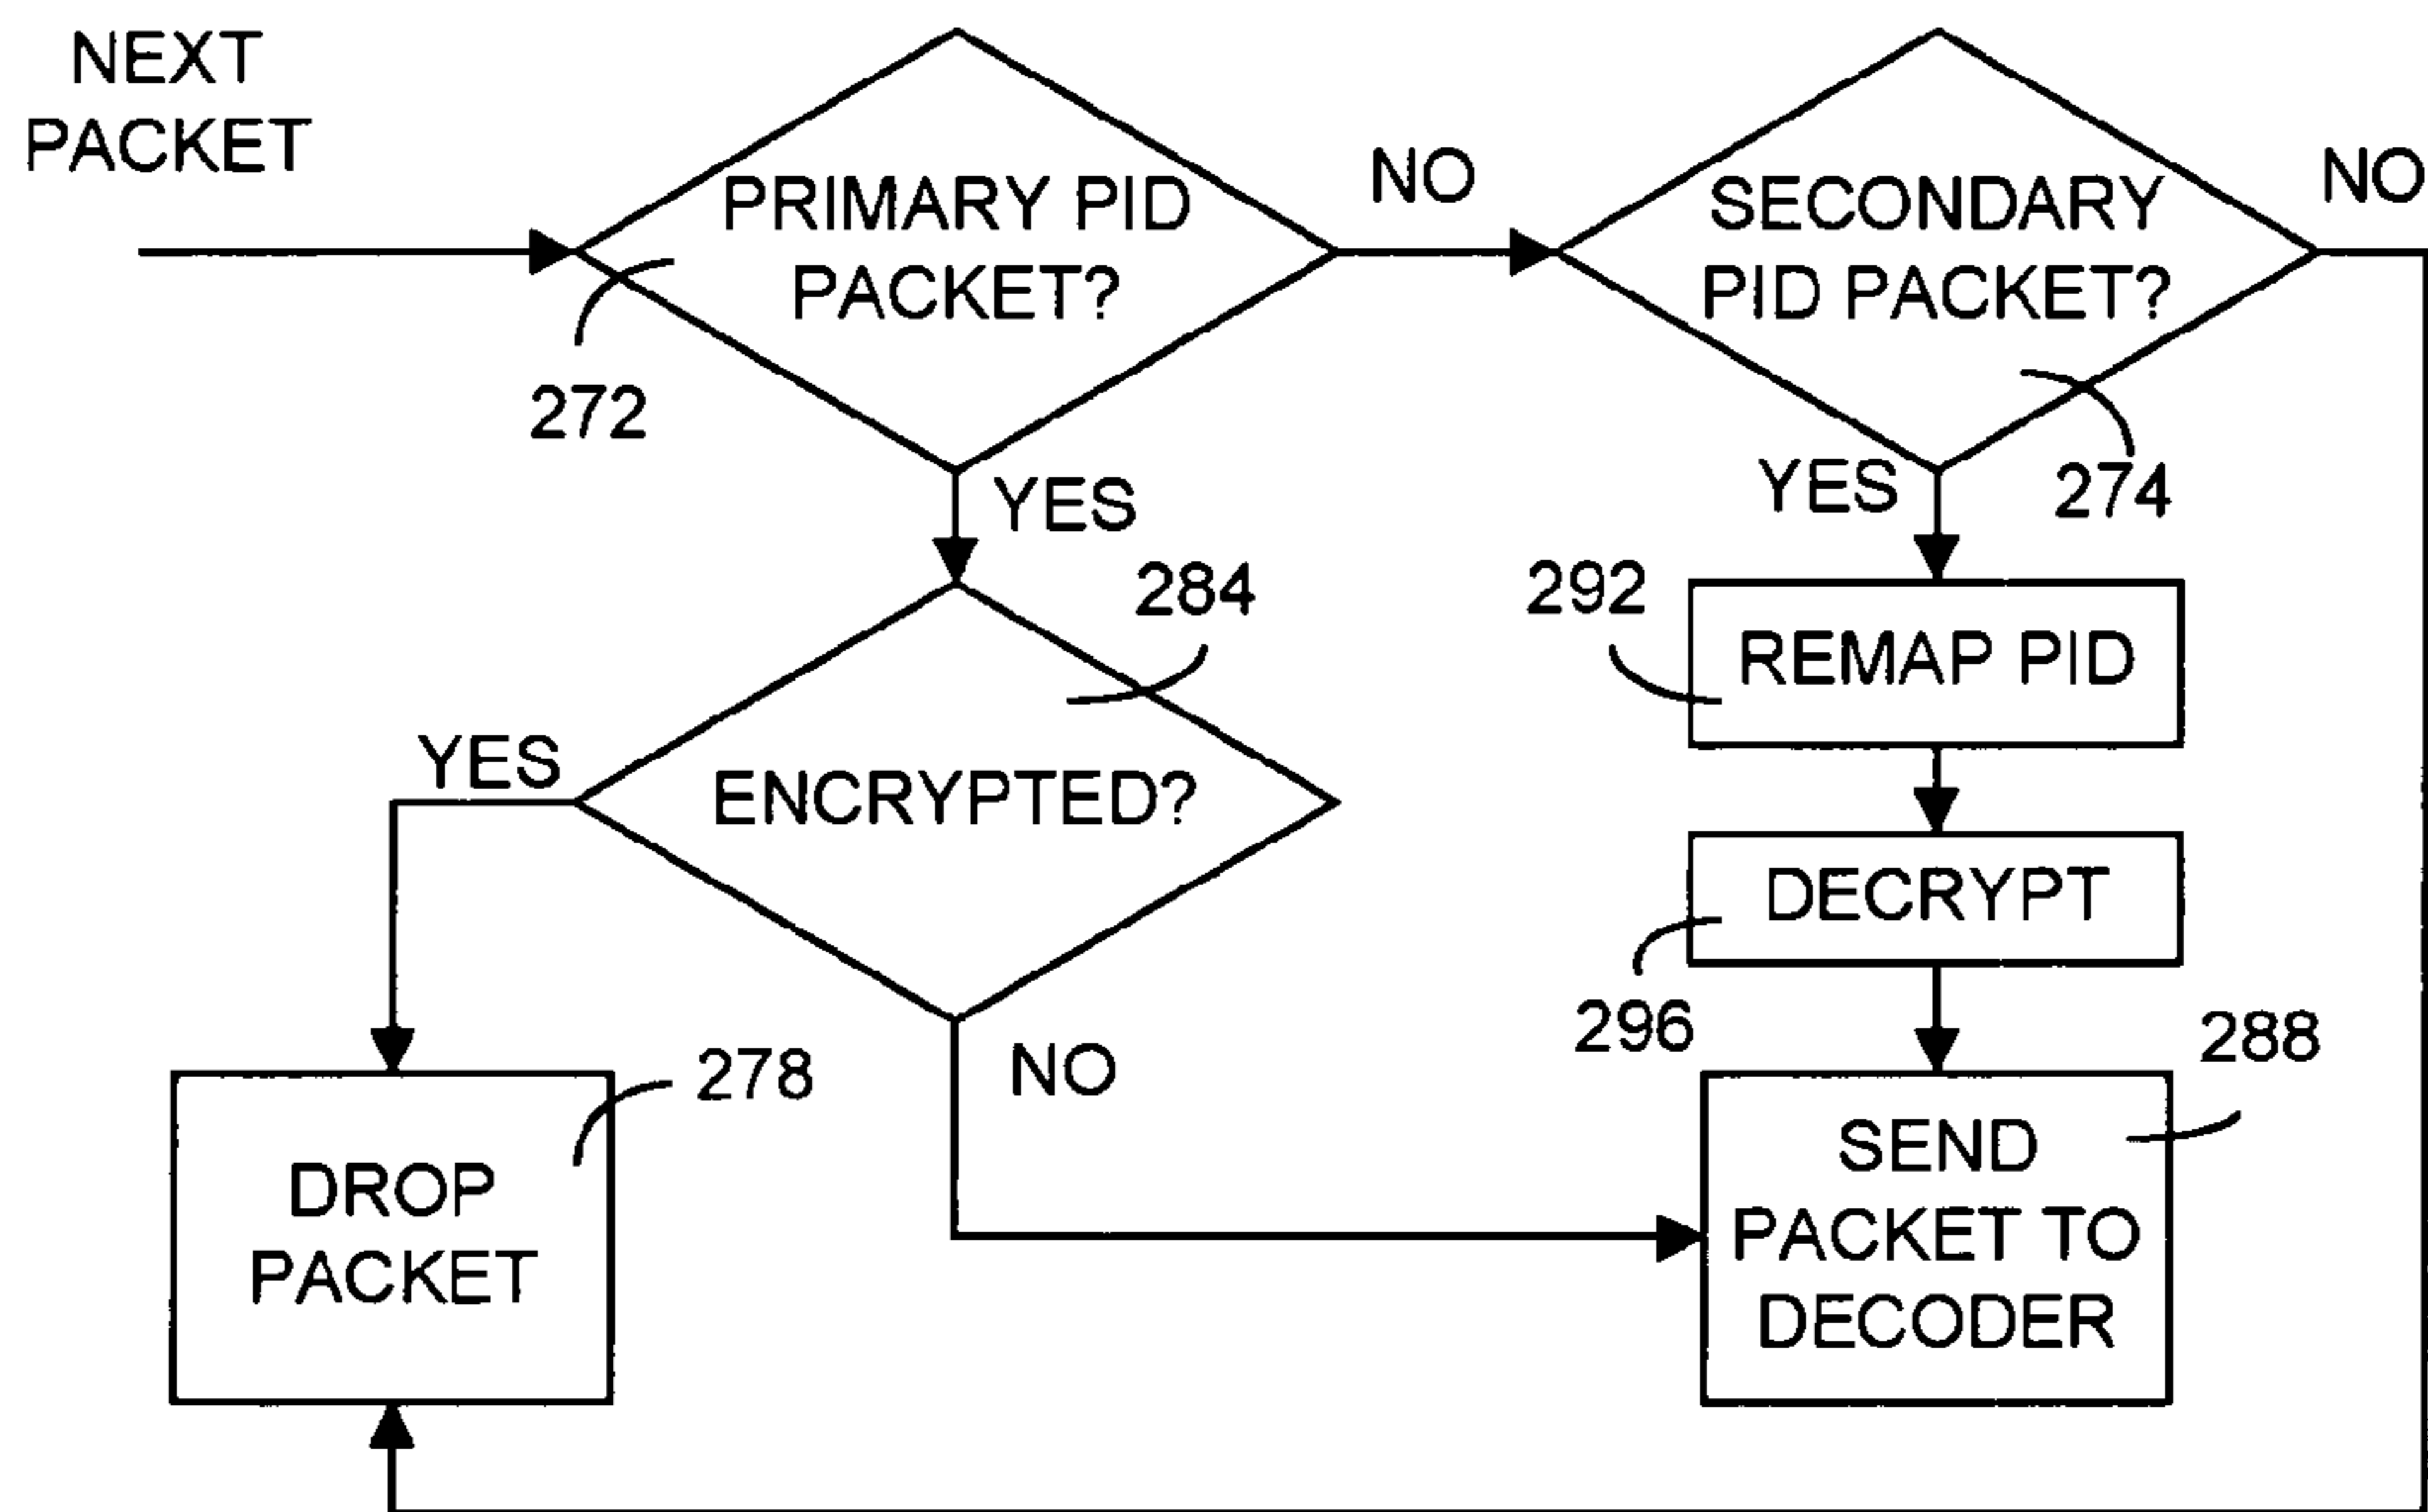 NEXT
PACKET
PRIMARY PID
PACKET?
272
NO
SECONDARY
PID PACKET?
274
NO
YES
YES
284
ENCRYPTED?
YES
NO
292
REMAP PID
296
DECRYPT
278
DROP
PACKET
288
SEND
PACKET TO
DECODER